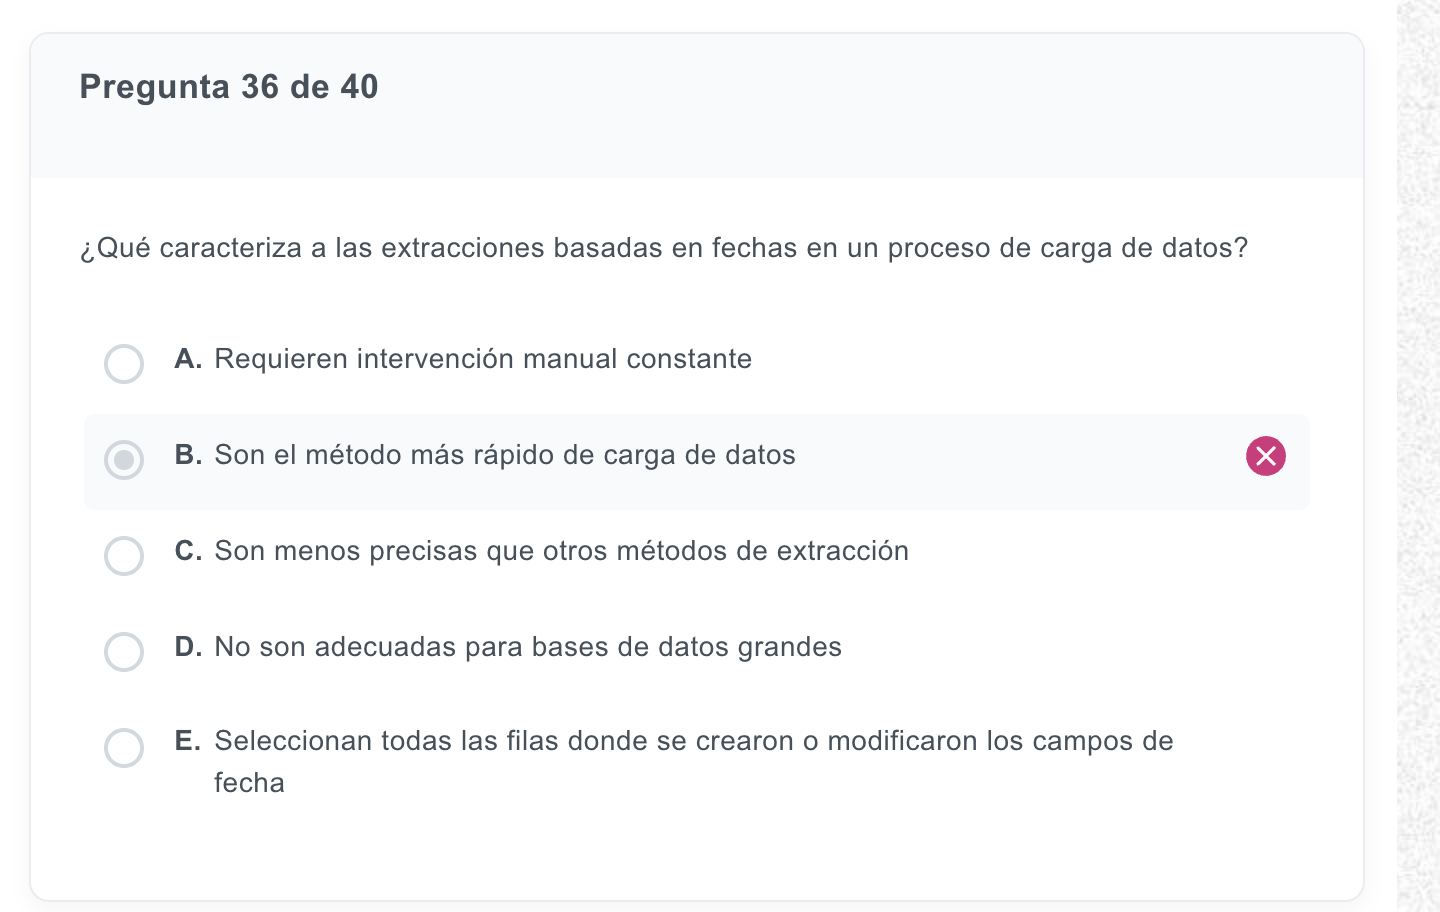 Pregunta 36 de 40
¿Qué caracteriza a las extracciones basadas en fechas en un proceso de carga de datos?
A. Requieren intervención manual constante
B. Son el método más rápido de carga de datos
C. Son menos precisas que otros métodos de extracción
D. No son adecuadas para bases de datos grandes
E. Seleccionan todas las filas donde se crearon o modificaron los campos de
fecha